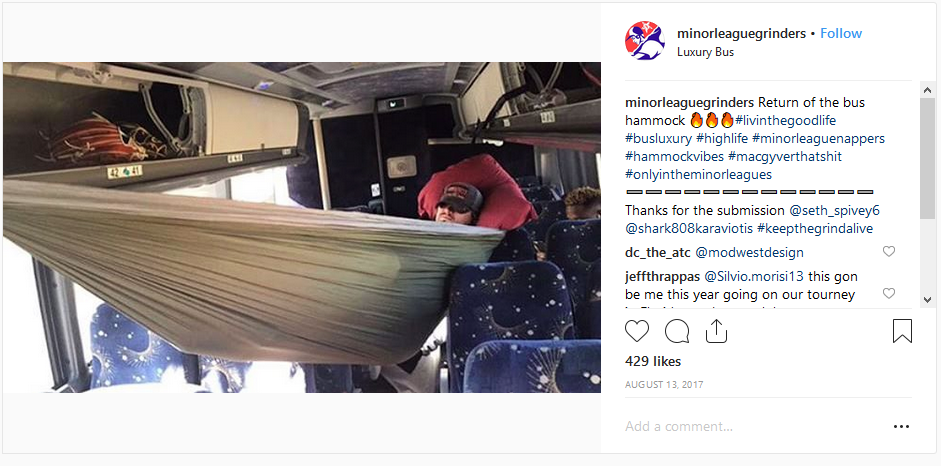 minorleaguegrinders • Follow
Luxury Bus
minorleaguegrinders Return of the bus
hammock 🔥🔥🔥#livinthegoodlife
#busluxury #highlife #minorleaguenappers
#hammockvibes #macgyverthatshit
#onlyintheminorleagues
Thanks for the submission @seth_spivey6
@shark808karaviotis #keepthegrindalive
dc_the_atc @modwestdesign
jeffthrappas @Silvio.morisi13 this gon
be me this year going on our tourney
429 likes
AUGUST 13, 2017
Add a comment...
42 41